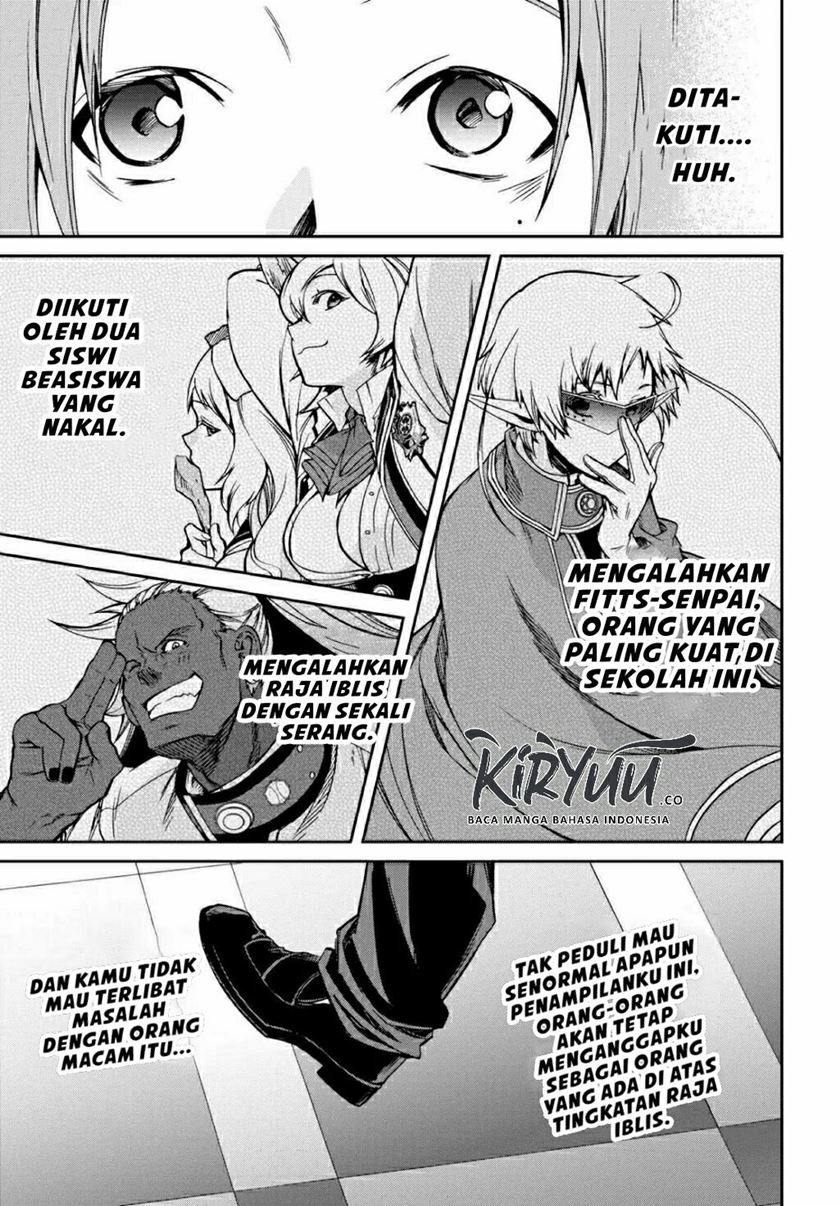 DITA-
KUTI....
HUH.
MENGALAHKAN
FITTS-SENPAI,
ORANG YANG
PALING KUAT DI
SEKOLAH INI.
DIIKUTI
OLEH DUA
SISWI
BEASISWA
YANG
NAKAL.
MENGALAHKAN
RAJA IBLIS
DENGAN SEKALI
SERANG.
KIRYUU.CO
BACA MANGA BAHASA INDONESIA
TAK PEDULI MAU
SENORMAL APAPUN
PENAMPILANKU INI,
ORANG-ORANG
AKAN TETAP
MENGANGGAPKU
SEBAGAI ORANG
YANG ADA DI ATAS
TINGKATAN RAJA
IBLIS.
DAN KAMU TIDAK
MAU TERLIBAT
MASALAH
DENGAN ORANG
MACAM ITU...